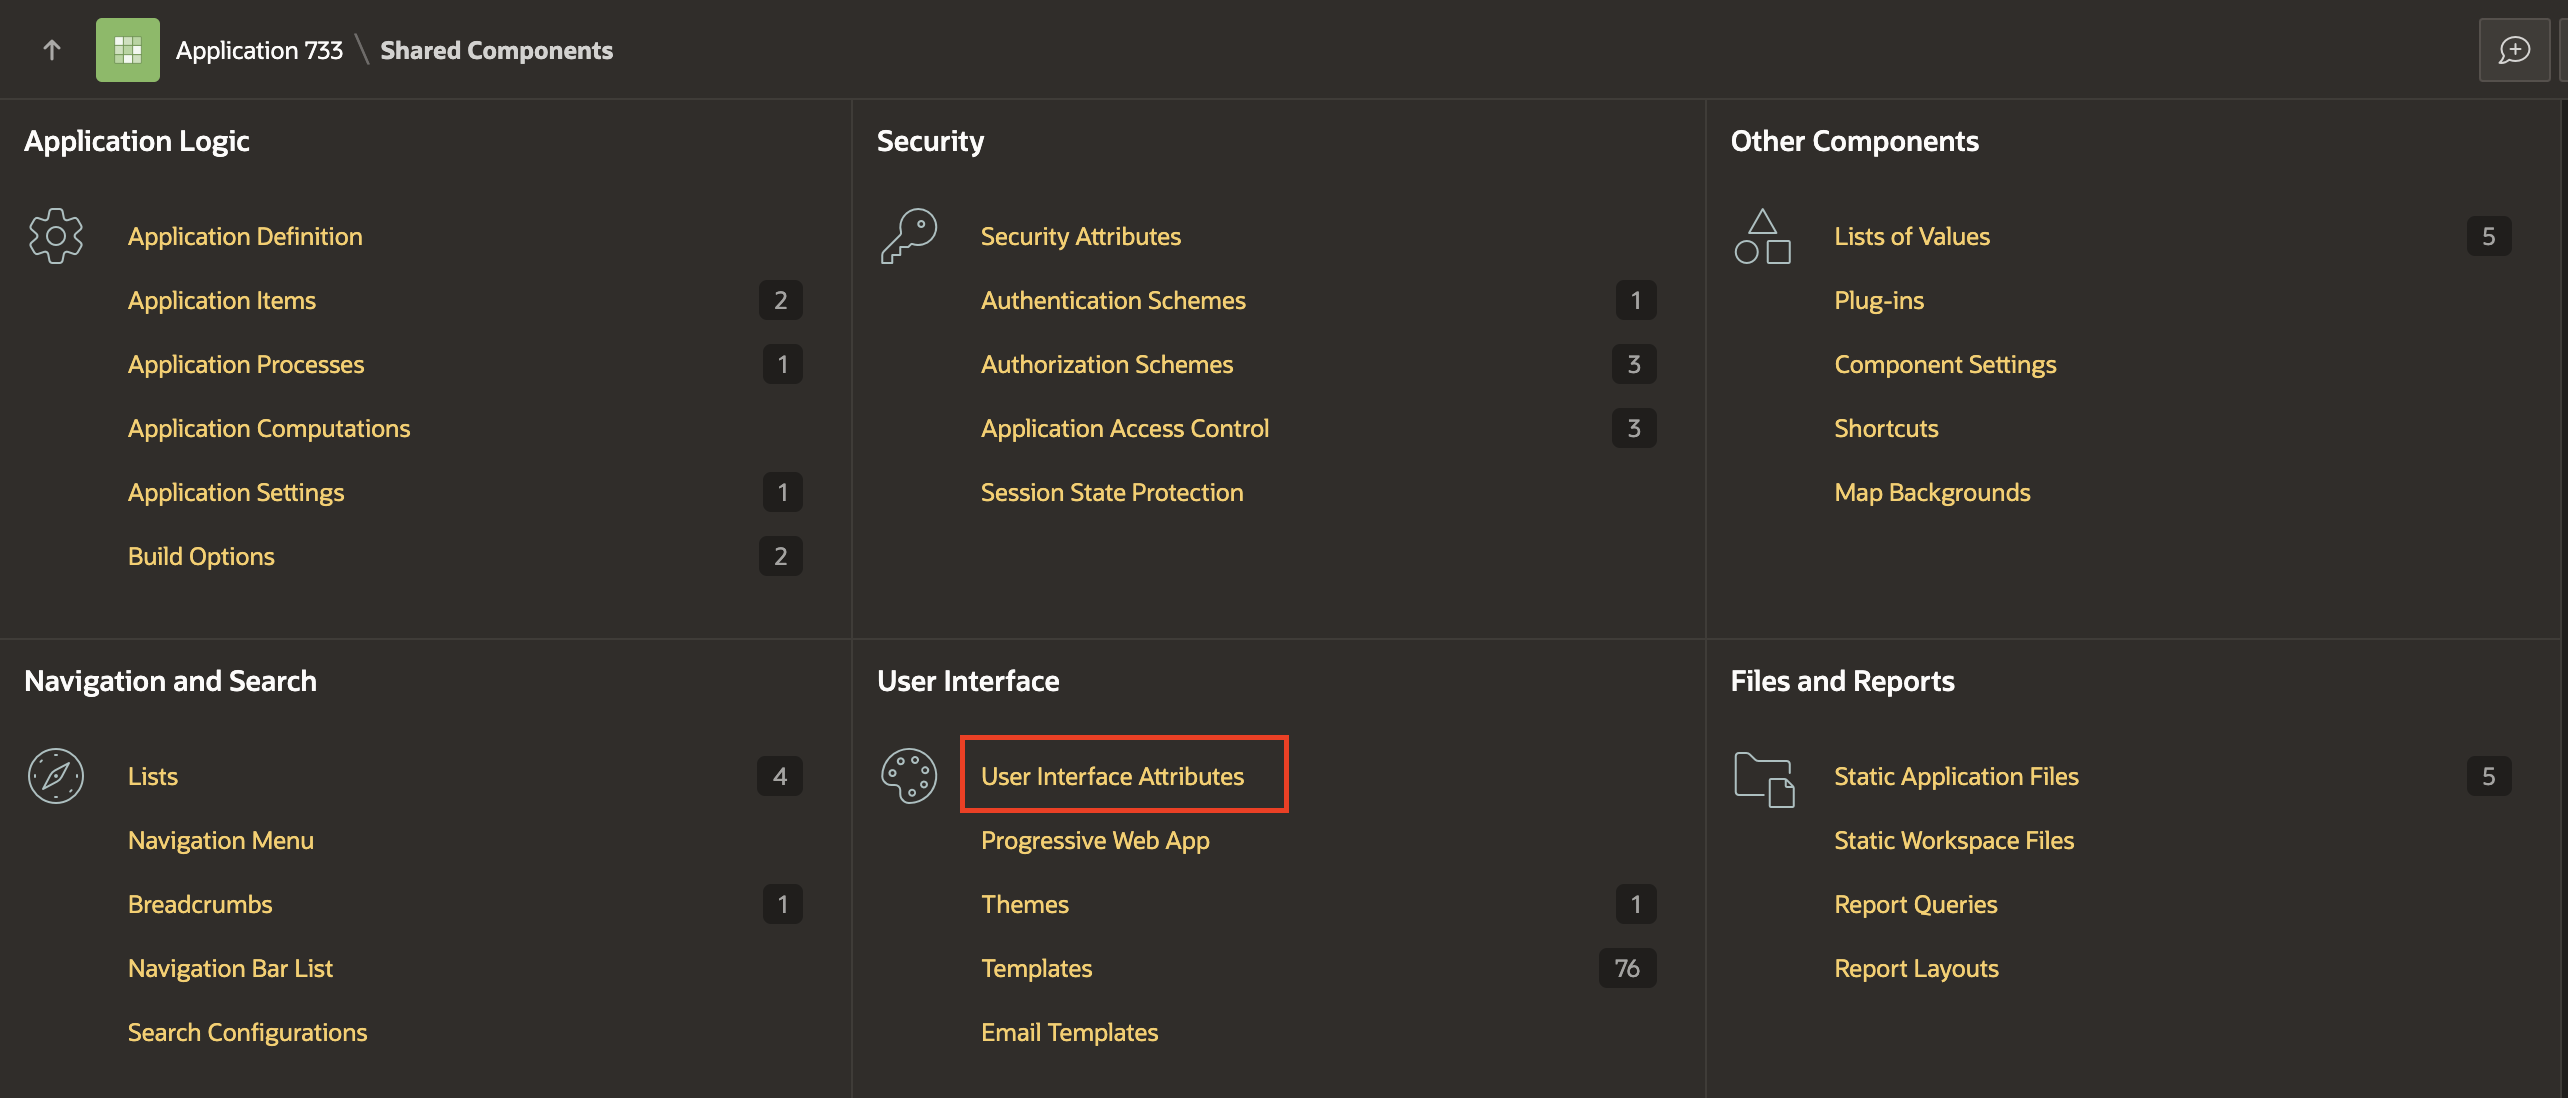 Application 733 \ Shared Components
Application Logic
Application Definition
Application Items 2
Application Processes 1
Application Computations
Application Settings 1
Build Options 2
Security
Security Attributes
Authentication Schemes 1
Authorization Schemes 3
Application Access Control 3
Session State Protection
Other Components
Lists of Values 5
Plug-ins
Component Settings
Shortcuts
Map Backgrounds
Navigation and Search
Lists 4
Navigation Menu
Breadcrumbs 1
Navigation Bar List
Search Configurations
User Interface
User Interface Attributes
Progressive Web App
Themes 1
Templates 76
Email Templates
Files and Reports
Static Application Files 5
Static Workspace Files
Report Queries
Report Layouts